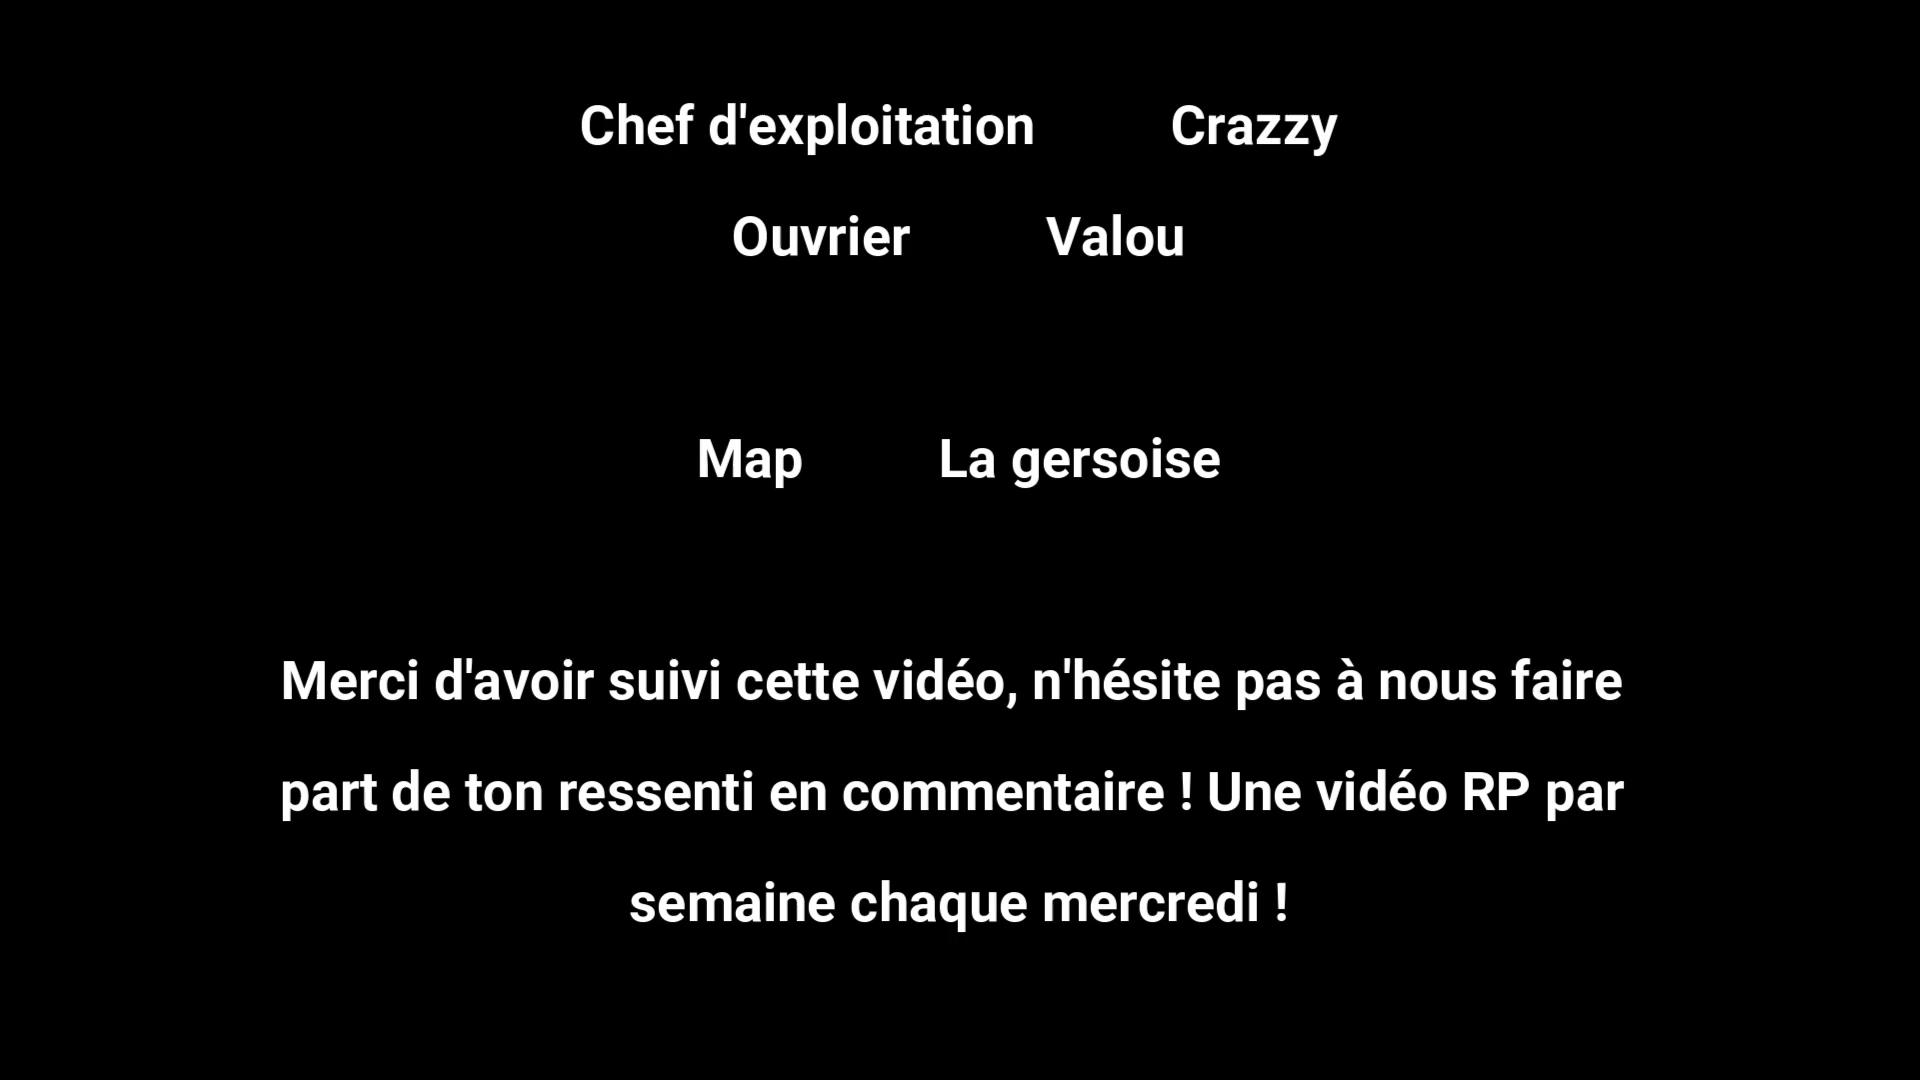 Chef d'exploitation Crazzy
Ouvrier Valou
Map La gersoise
Merci d'avoir suivi cette vidéo, n'hésite pas à nous faire
part de ton ressenti en commentaire ! Une vidéo RP par
semaine chaque mercredi !